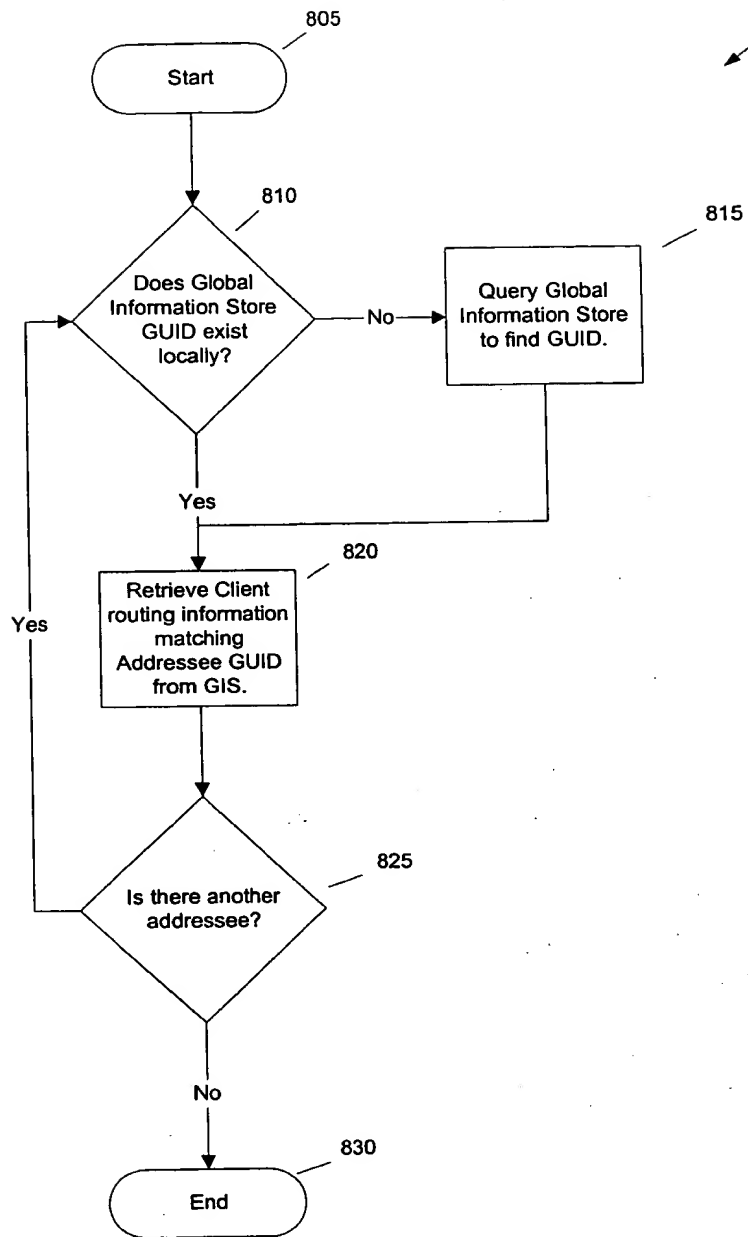 805
Start
810
Does Global
Information Store
GUID exist
locally?
No
815
Query Global
Information Store
to find GUID.
Yes
820
Retrieve Client
routing information
matching
Addressee GUID
from GIS.
Yes
825
Is there another
addressee?
No
830
End